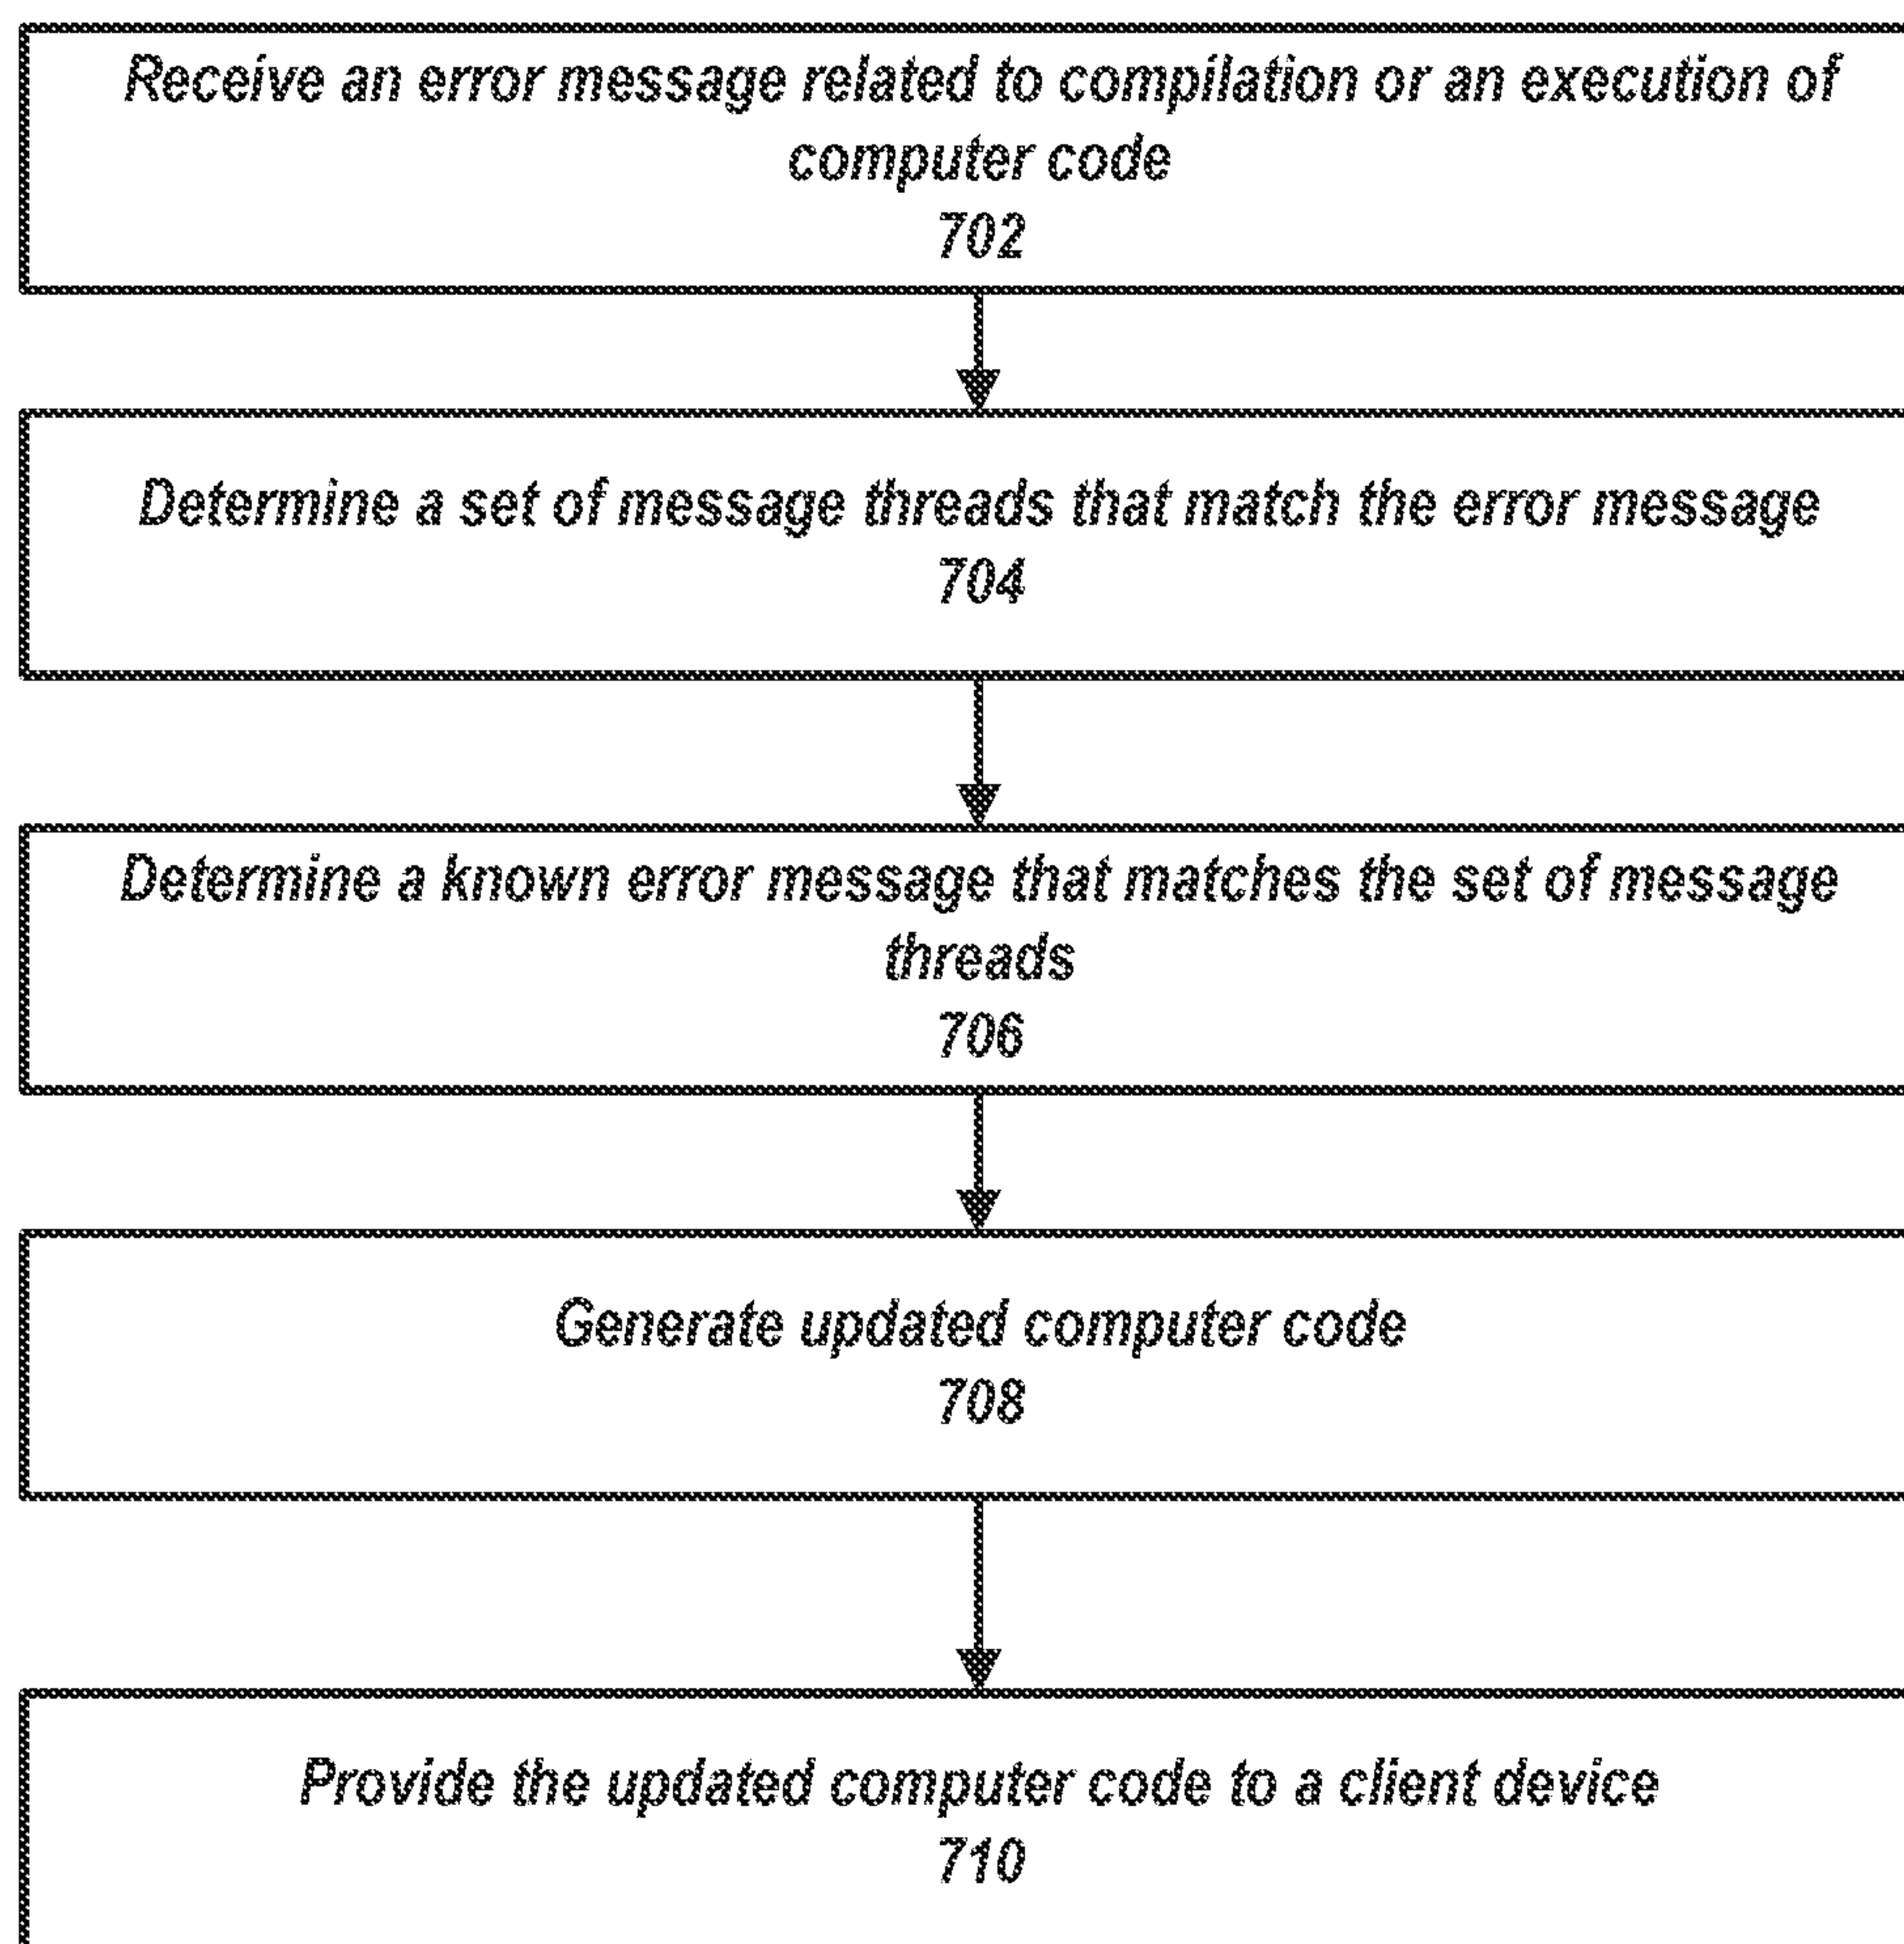 Receive an error message related to compilation or an execution of
computer code
702
Determine a set of message threads that match the error message
704
Determine a known error message that matches the set of message
threads
706
Generate updated computer code
708
Provide the updated computer code to a client device
710